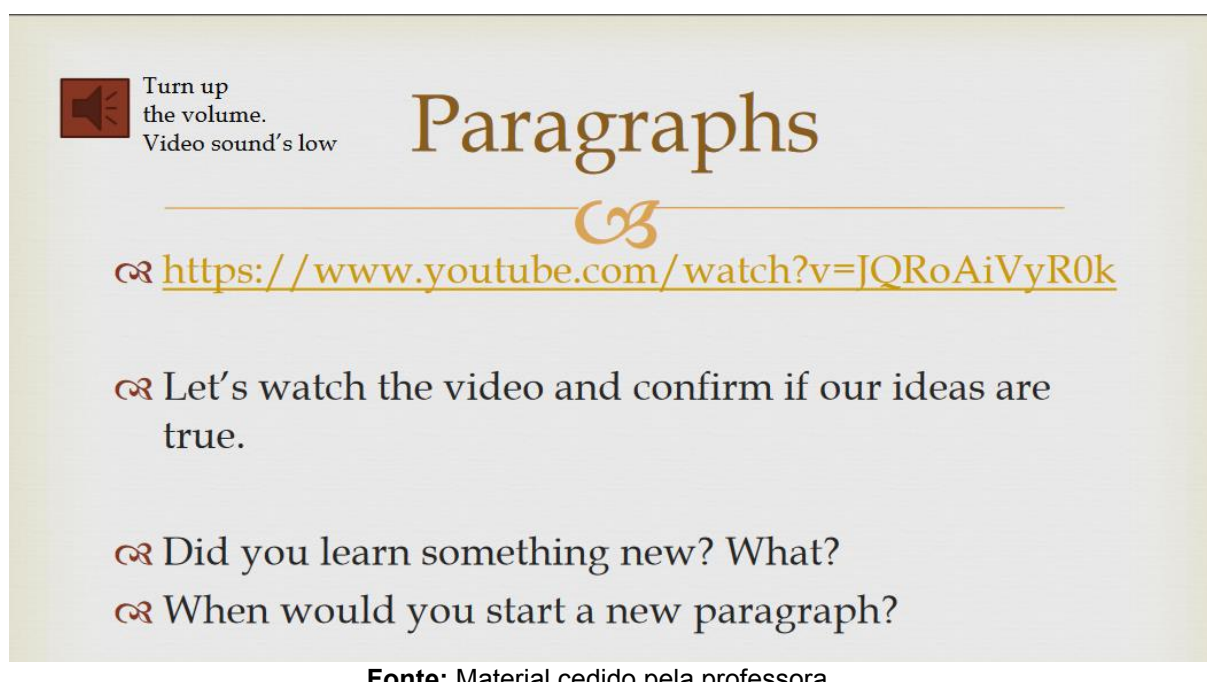 Turn up
the volume.
Video sound's low
Paragraphs
https://www.youtube.com/watch?v=JQRoAiVyR0k
Let's watch the video and confirm if our ideas are
true.
Did you learn something new? What?
When would you start a new paragraph?
Fonte: Material cedido pela professora